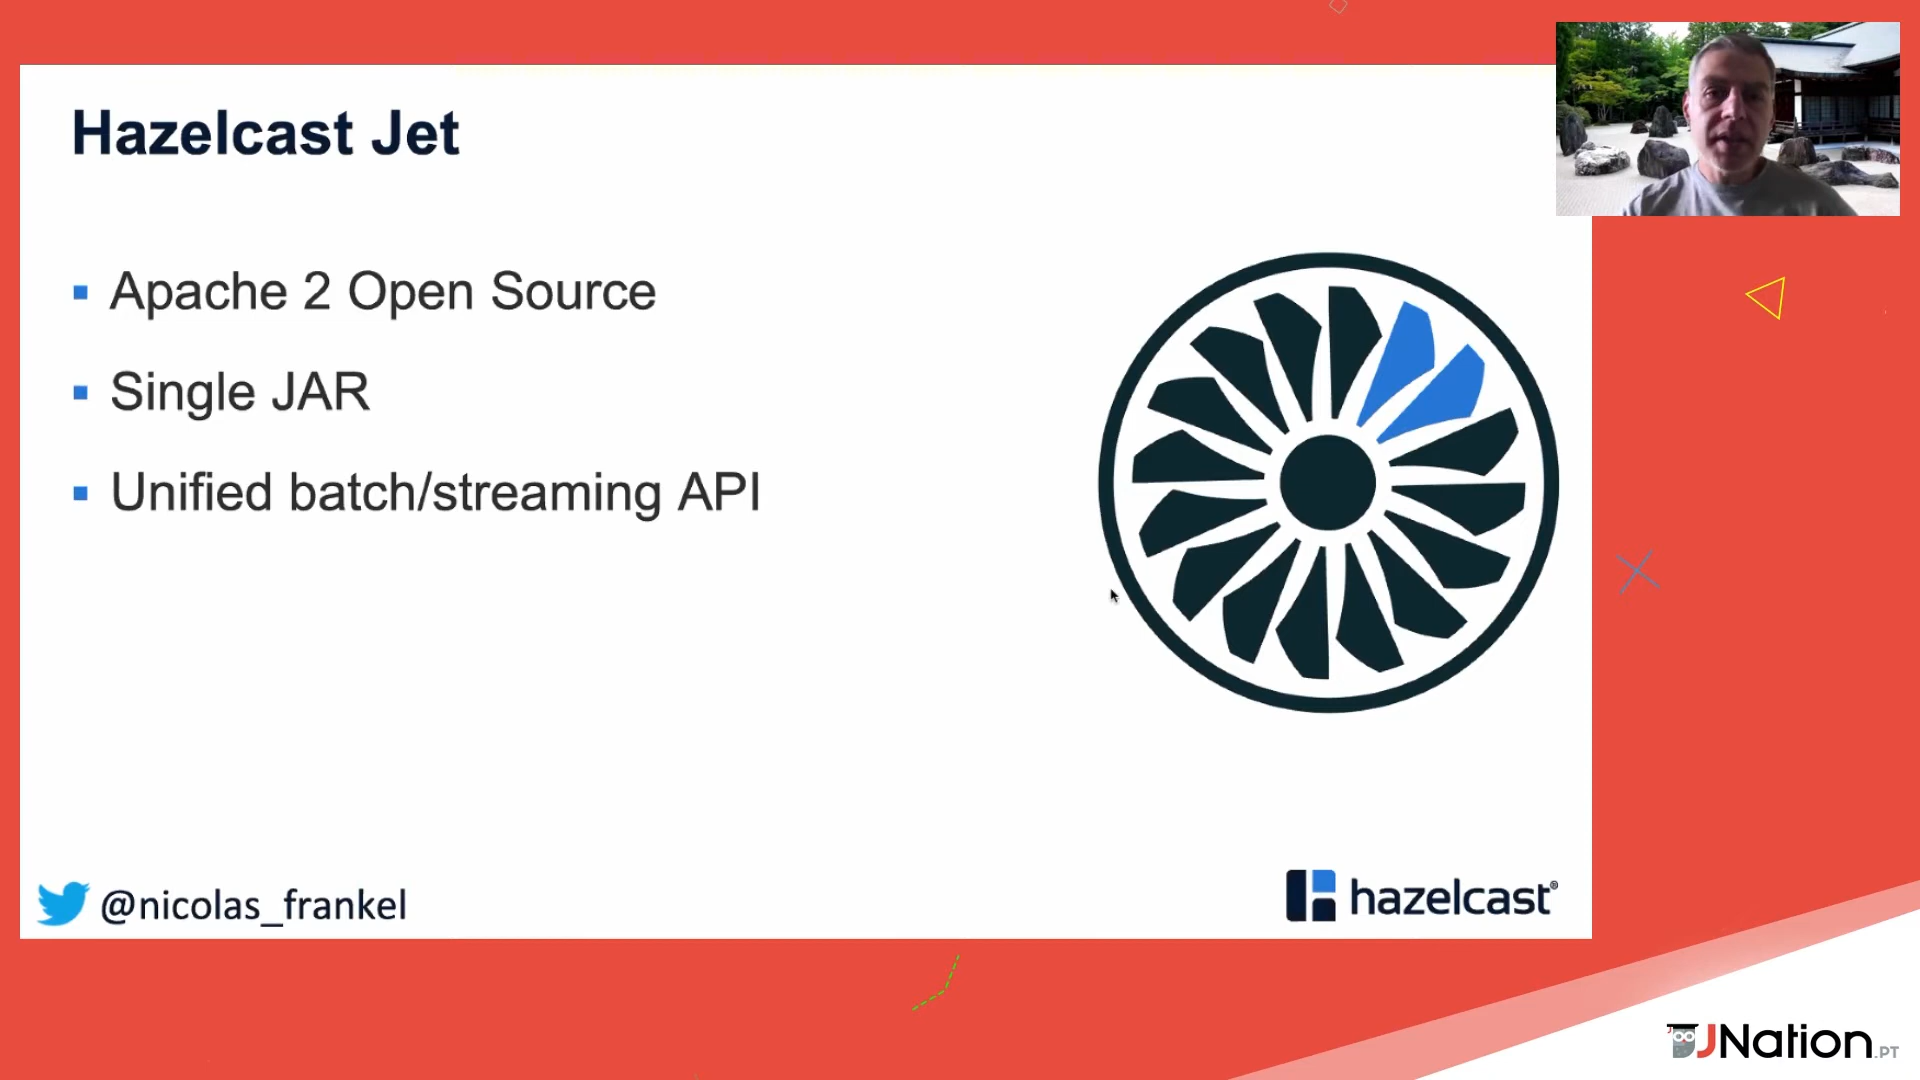 Hazelcast Jet
Apache 2 Open Source
Single JAR
Unified batch/streaming API
@nicolas_frankel
hazelcast®
JNation.PT